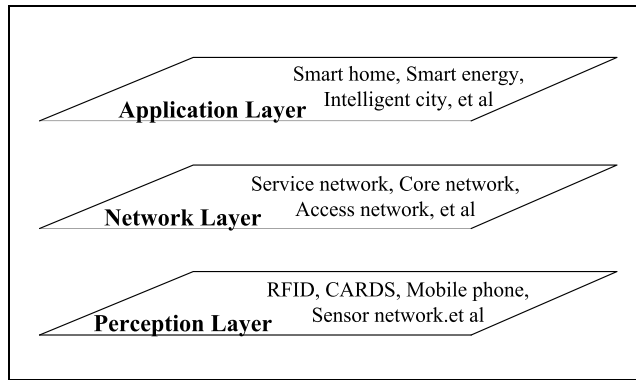 Smart home, Smart energy,
Intelligent city, et al
Application Layer
Service network, Core network,
Access network, et al
Network Layer
RFID, CARDS, Mobile phone,
Sensor network.et al
Perception Layer